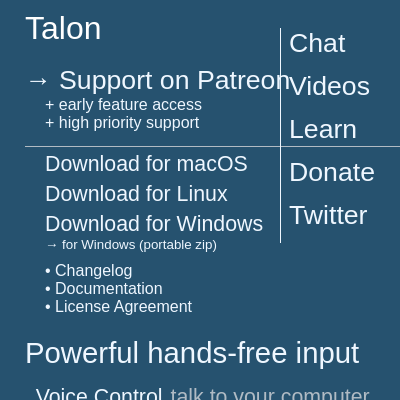 Talon
→ Support on Patreon
+ early feature access
+ high priority support
Download for macOS
Download for Linux
Download for Windows
→ for Windows (portable zip)
• Changelog
• Documentation
• License Agreement
Chat
Videos
Learn
Donate
Twitter
Powerful hands-free input
Voice Control talk to your computer